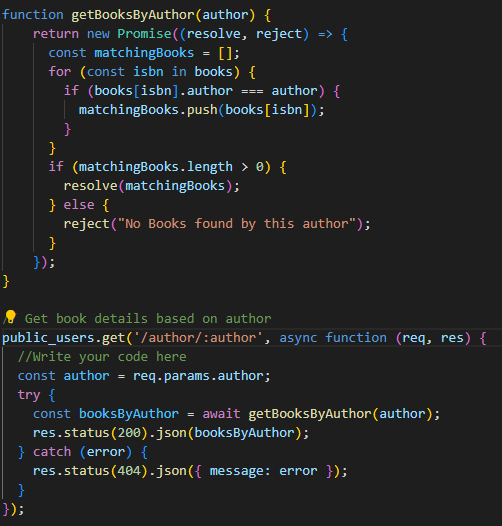 function getBooksByAuthor(author) {
    return new Promise((resolve, reject) => {
      const matchingBooks = [];
      for (const isbn in books) {
        if (books[isbn].author === author) {
          matchingBooks.push(books[isbn]);
        }
      }
      if (matchingBooks.length > 0) {
        resolve(matchingBooks);
      } else {
        reject("No Books found by this author");
      }
    });
}
// Get book details based on author
public_users.get('/author/:author', async function (req, res) {
  //Write your code here
  const author = req.params.author;
  try {
    const booksByAuthor = await getBooksByAuthor(author);
    res.status(200).json(booksByAuthor);
  } catch (error) {
    res.status(404).json({ message: error });
  }
});